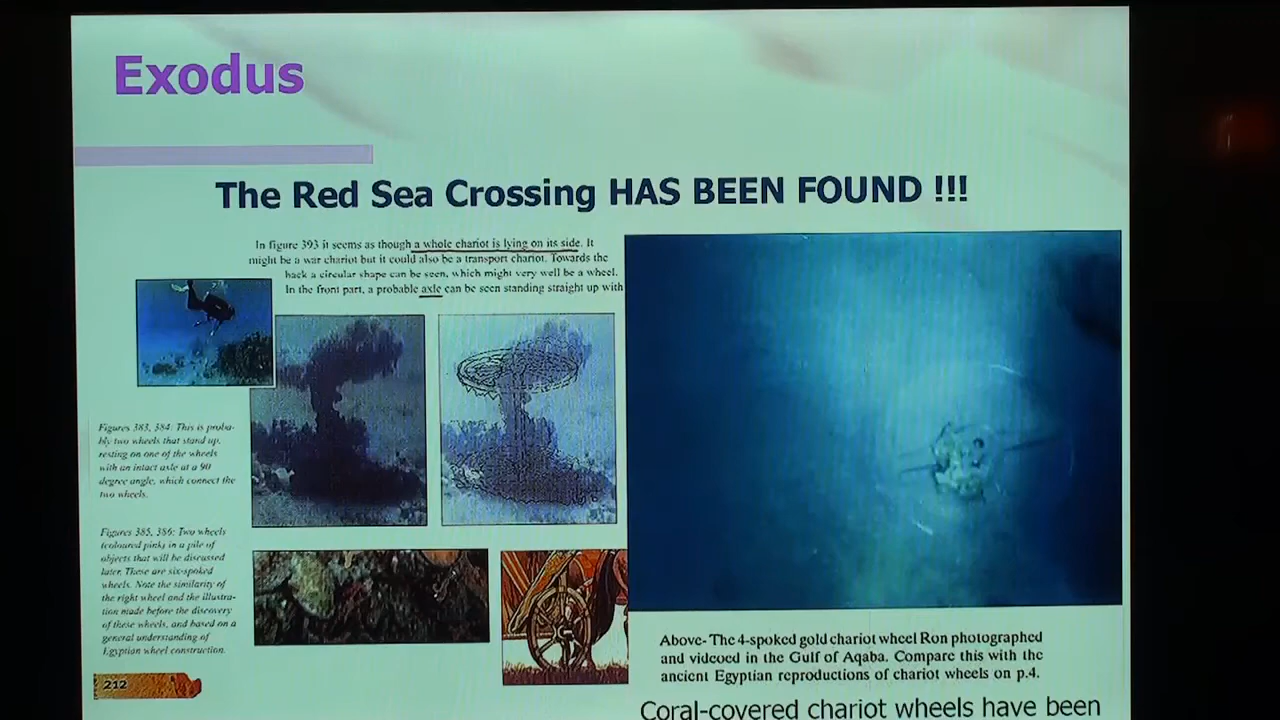 Exodus
The Red Sea Crossing HAS BEEN FOUND !!!
In figure 393 it seems as though a whole chariot is lying on its side. It
might be a war chariot but it could also be a transport chariot. Towards the
back a circular shape can be seen, which might very well be a wheel.
In the front part, a probable axle can be seen standing straight up with
Figures 383, 384: This is proba-
bly two wheels that stand up,
resting on one of the wheels
with an intact axle at a 90
degree angle, which connect the
two wheels.
Figures 385, 386: Two wheels
(coloured pink) in a pile of
objects that will be discussed
later. These are six-spoked
wheels. Note the similarity of
the right wheel and the illustra-
tion made before the discovery
of these wheels, and based on a
general understanding of
Egyptian wheel construction.
212
Above- The 4-spoked gold chariot wheel Ron photographed
and videoed in the Gulf of Aqaba. Compare this with the
ancient Egyptian reproductions of chariot wheels on p.4.
Coral-covered chariot wheels have been